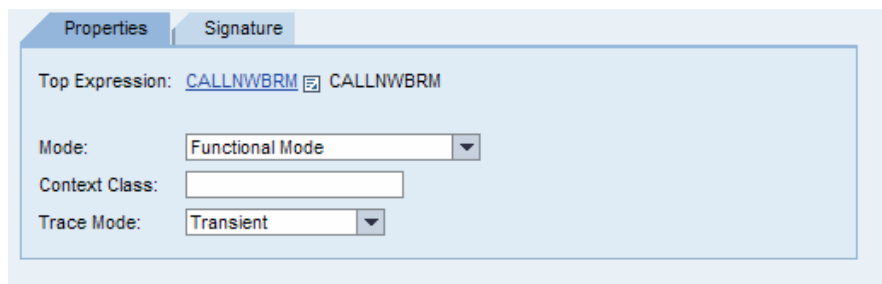 Properties Signature
Top Expression: CALLNWBRM CALLNWBRM
Mode: Functional Mode
Context Class:
Trace Mode: Transient